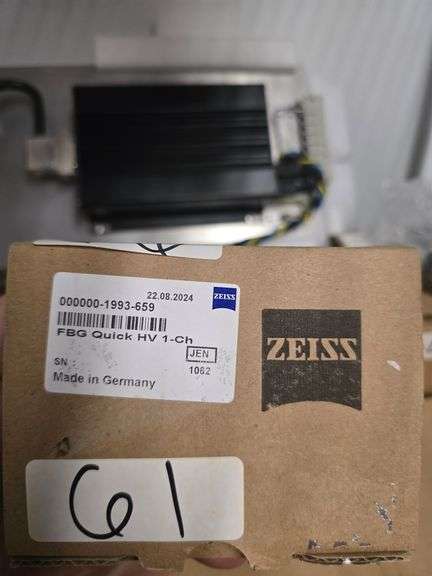 22.08.2024
ZEISS
000000-1993-659
FBG Quick HV 1-Ch
JEN
SN :
1062
Made in Germany
ZEISS
61